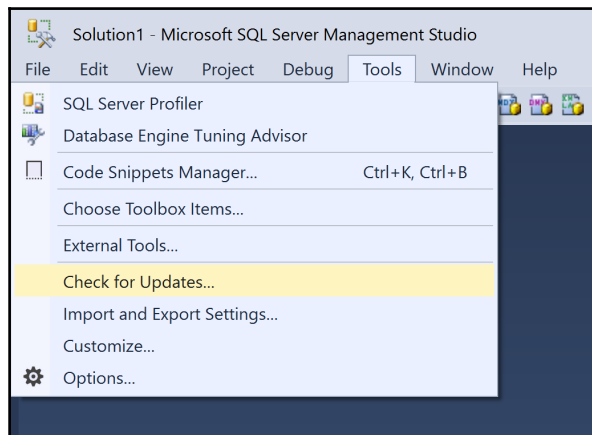 Solution1 - Microsoft SQL Server Management Studio
File Edit View Project Debug Tools Window Help
SQL Server Profiler
Database Engine Tuning Advisor
Code Snippets Manager... Ctrl+K, Ctrl+B
Choose Toolbox Items...
External Tools...
Check for Updates...
Import and Export Settings...
Customize...
Options...